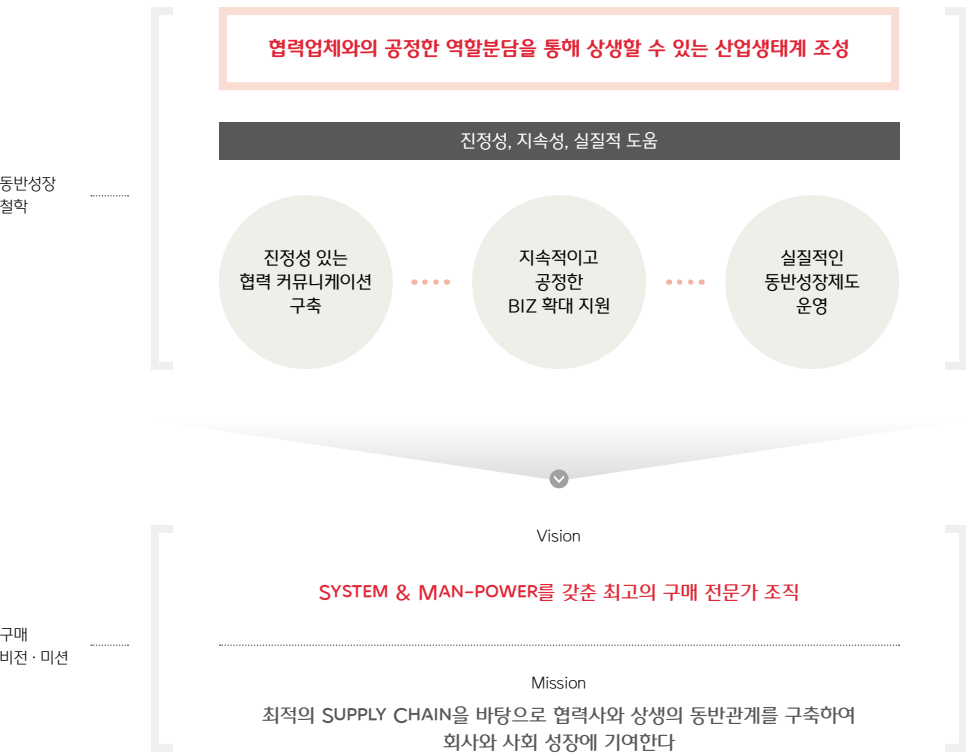 협력업체와의 공정한 역할분담을 통해 상생할 수 있는 산업생태계 조성
진정성, 지속성, 실질적 도움
동반성장
철학
진정성 있는
협력 커뮤니케이션
구축
지속적이고
공정한
BIZ 확대 지원
실질적인
동반성장제도
운영
Vision
SYSTEM & MAN-POWER를 갖춘 최고의 구매 전문가 조직
구매
비전 · 미션
Mission
최적의 SUPPLY CHAIN을 바탕으로 협력사와 상생의 동반관계를 구축하여
회사와 사회 성장에 기여한다